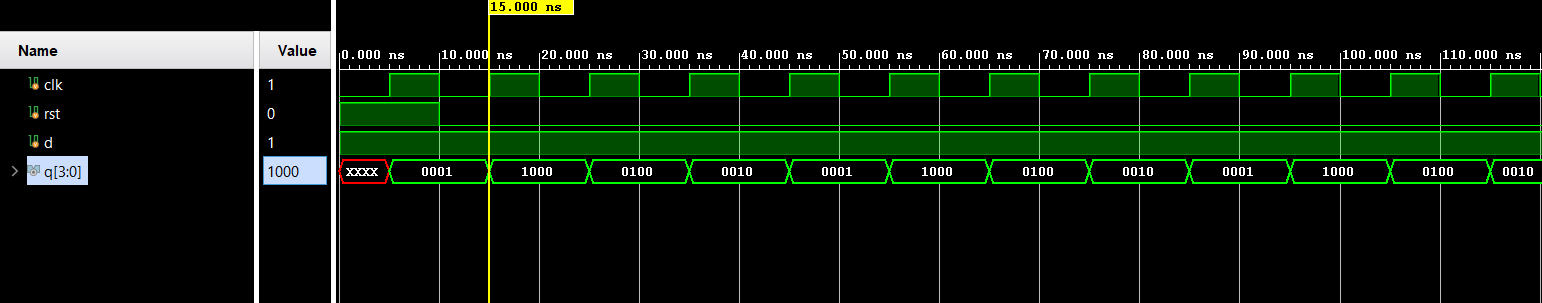 15.000 ns
Name Value
0.000 ns 10.000 ns 20.000 ns 30.000 ns 40.000 ns 50.000 ns 60.000 ns 70.000 ns 80.000 ns 90.000 ns 100.000 ns 110.000 ns
clk 1
rst 0
d 1
q[3:0] 1000 XXXX 0001 1000 0100 0010 0001 1000 0100 0010 0001 1000 0100 0010